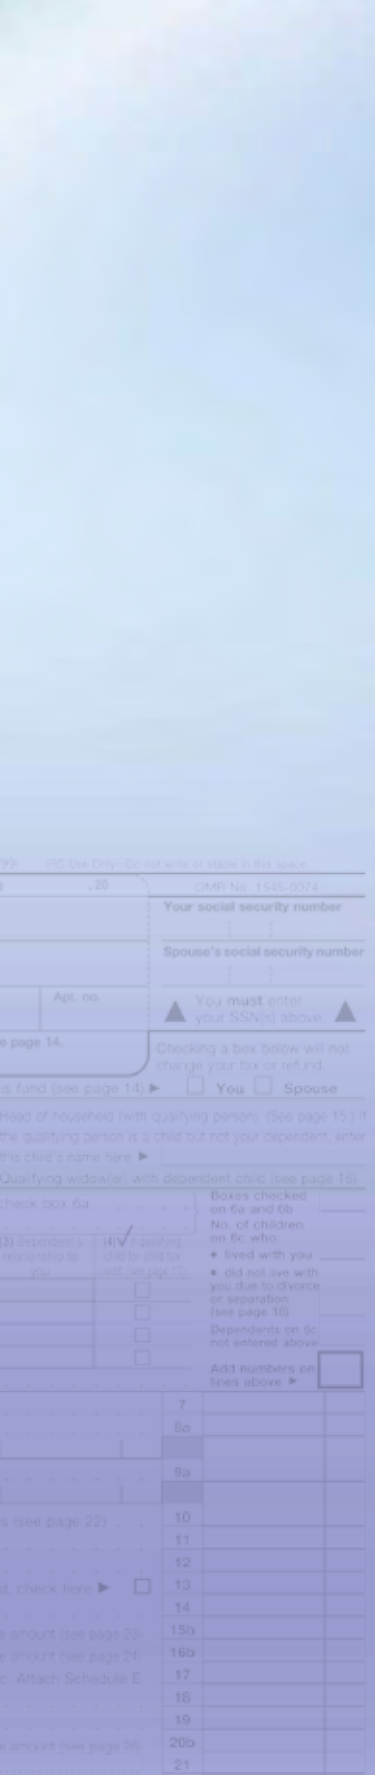 IRS Use Only—Do not write or staple in this space.
, 20
OMB No. 1545-0074
Your social security number
Spouse's social security number
Apt. no.
▲ You must enter your SSN(s) above. ▲
page 14.
Checking a box below will not
change your tax or refund.
is fund (see page 14) ▶ You Spouse
Head of household (with qualifying person). (See page 15.) If
the qualifying person is a child but not your dependent, enter
this child's name here. ▶
Qualifying widow(er) with dependent child (see page 16)
check box 6a
Boxes checked
on 6a and 6b
No. of children
on 6c who:
• lived with you
• did not live with
you due to divorce
or separation
(see page 18)
Dependents on 6c
not entered above
Add numbers on
lines above ▶
(3) Dependent's
relationship to
you
(4) ✓ if qualifying
child for child tax
credit (see page 17)
7
8a
9a
(see page 22)
10
11
12
check here ▶
13
14
amount (see page 23)
15b
amount (see page 24)
16b
Attach Schedule E
17
18
19
amount (see page 26)
20b
21